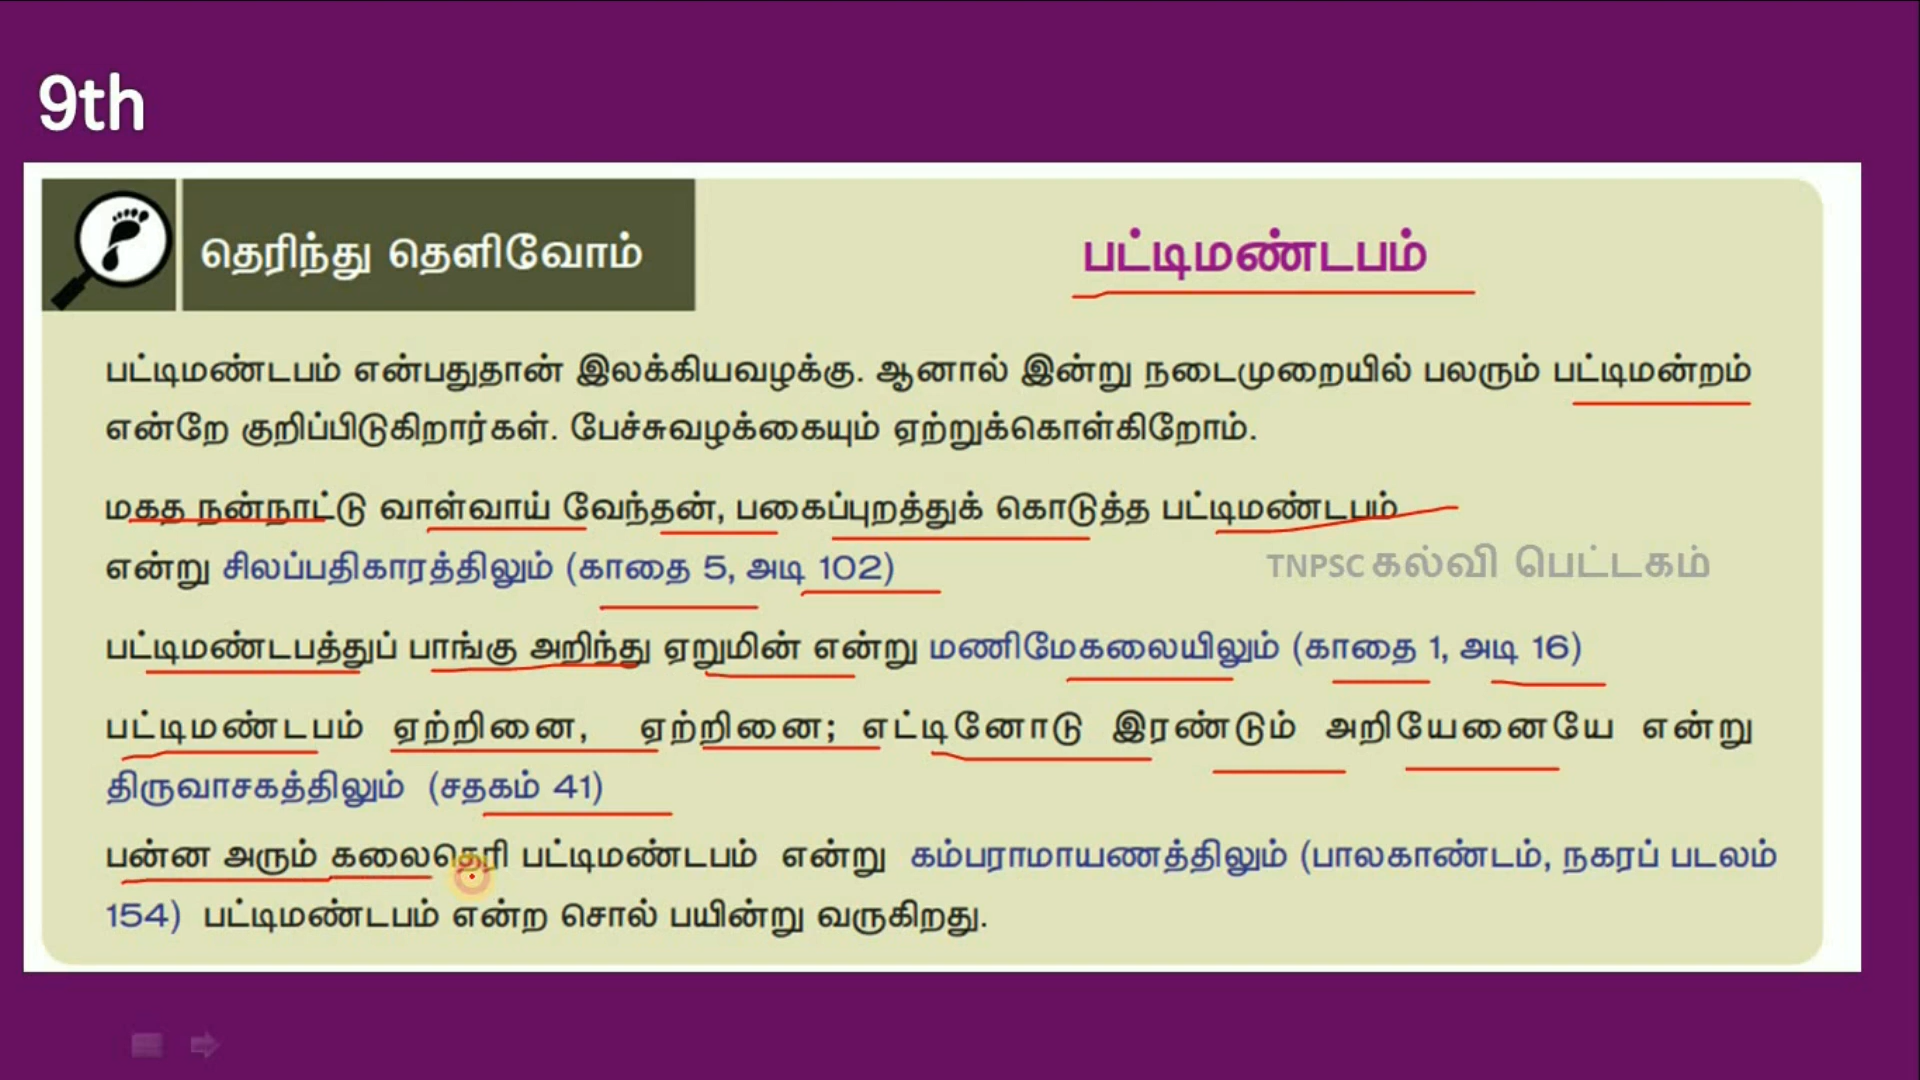 9th
தெரிந்து தெளிவோம்
பட்டிமண்டபம்
பட்டிமண்டபம் என்பதுதான் இலக்கியவழக்கு. ஆனால் இன்று நடைமுறையில் பலரும் பட்டிமன்றம்
என்றே குறிப்பிடுகிறார்கள். பேச்சுவழக்கையும் ஏற்றுக்கொள்கிறோம்.
மகத நன்நாட்டு வாள்வாய் வேந்தன், பகைப்புறத்துக் கொடுத்த பட்டிமண்டபம்
என்று சிலப்பதிகாரத்திலும் (காதை 5, அடி 102)
TNPSC கல்வி பெட்டகம்
பட்டிமண்டபத்துப் பாங்கு அறிந்து ஏறுமின் என்று மணிமேகலையிலும் (காதை 1, அடி 16)
பட்டிமண்டபம் ஏற்றினை, ஏற்றினை; எட்டினோடு இரண்டும் அறியேனையே என்று
திருவாசகத்திலும் (சதகம் 41)
பன்ன அரும் கலைதெரி பட்டிமண்டபம் என்று கம்பராமாயணத்திலும் (பாலகாண்டம், நகரப் படலம்
154) பட்டிமண்டபம் என்ற சொல் பயின்று வருகிறது.